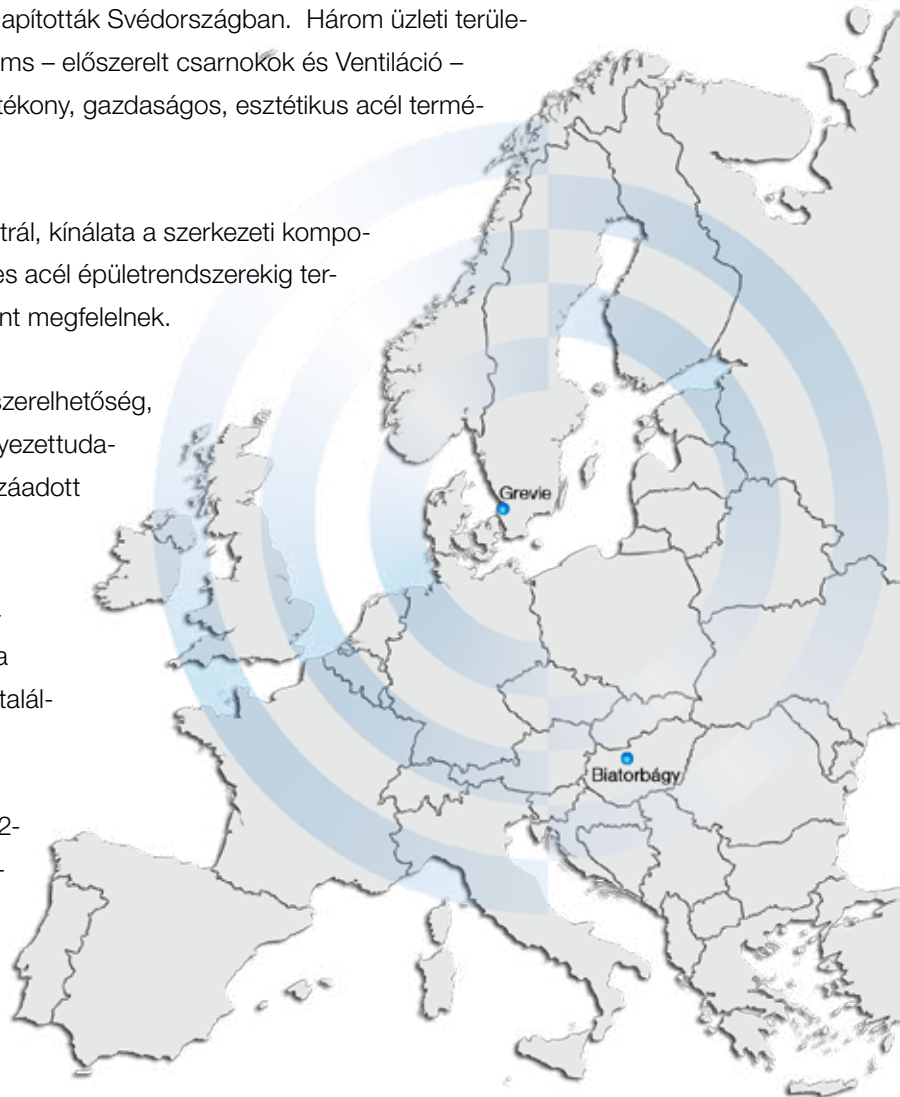 apították Svédországban. Három üzleti terüle-
ms – előszerelt csarnokok és Ventiláció –
tékony, gazdaságos, esztétikus acél termé-
trál, kínálata a szerkezeti kompo-
es acél épületrendszerekig ter-
nt megfelelnek.
szerelhetőség,
yezettuda-
záadott
Grevie
-
a
talál-
Biatorbágy
2-
-